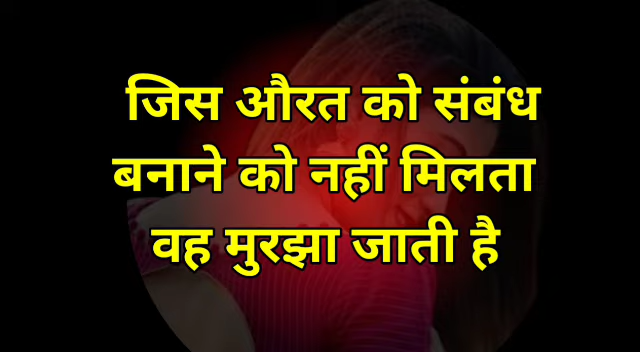 जिस औरत को संबंध
बनाने को नहीं मिलता
वह मुरझा जाती है